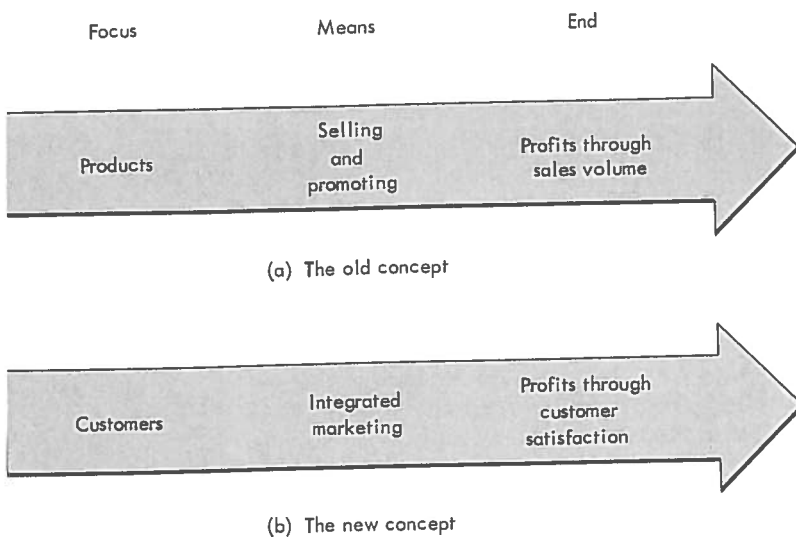 Focus Means End
Products
Selling
and
promoting
Profits through
sales volume
(a) The old concept
Customers
Integrated
marketing
Profits through
customer
satisfaction
(b) The new concept